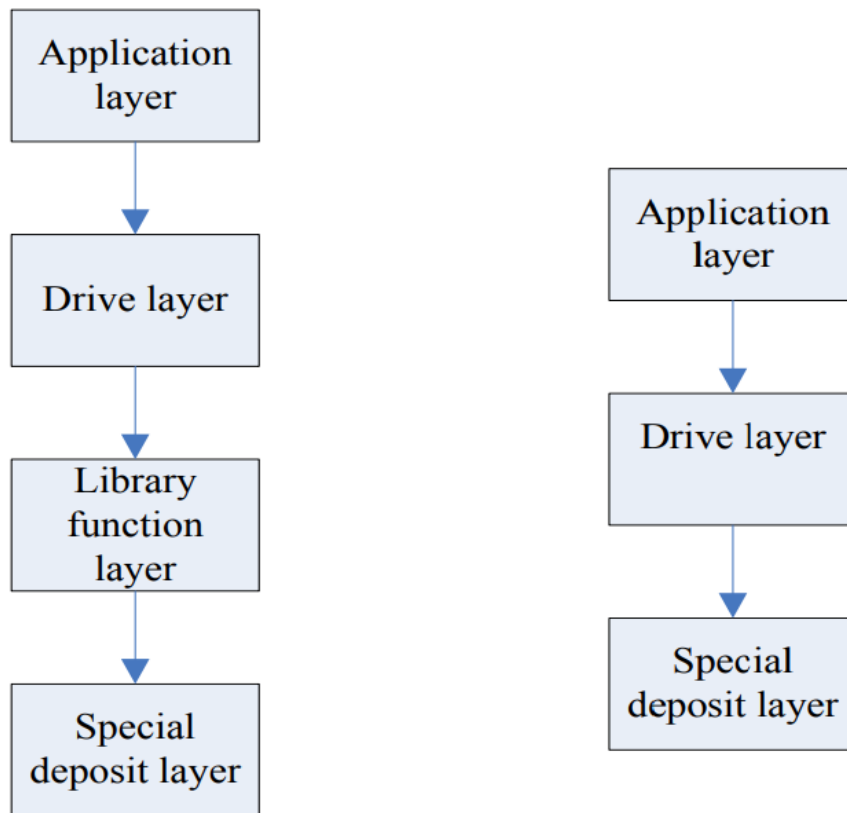 Application
layer
Drive layer
Library
function
layer
Special
deposit layer
Application
layer
Drive layer
Special
deposit layer